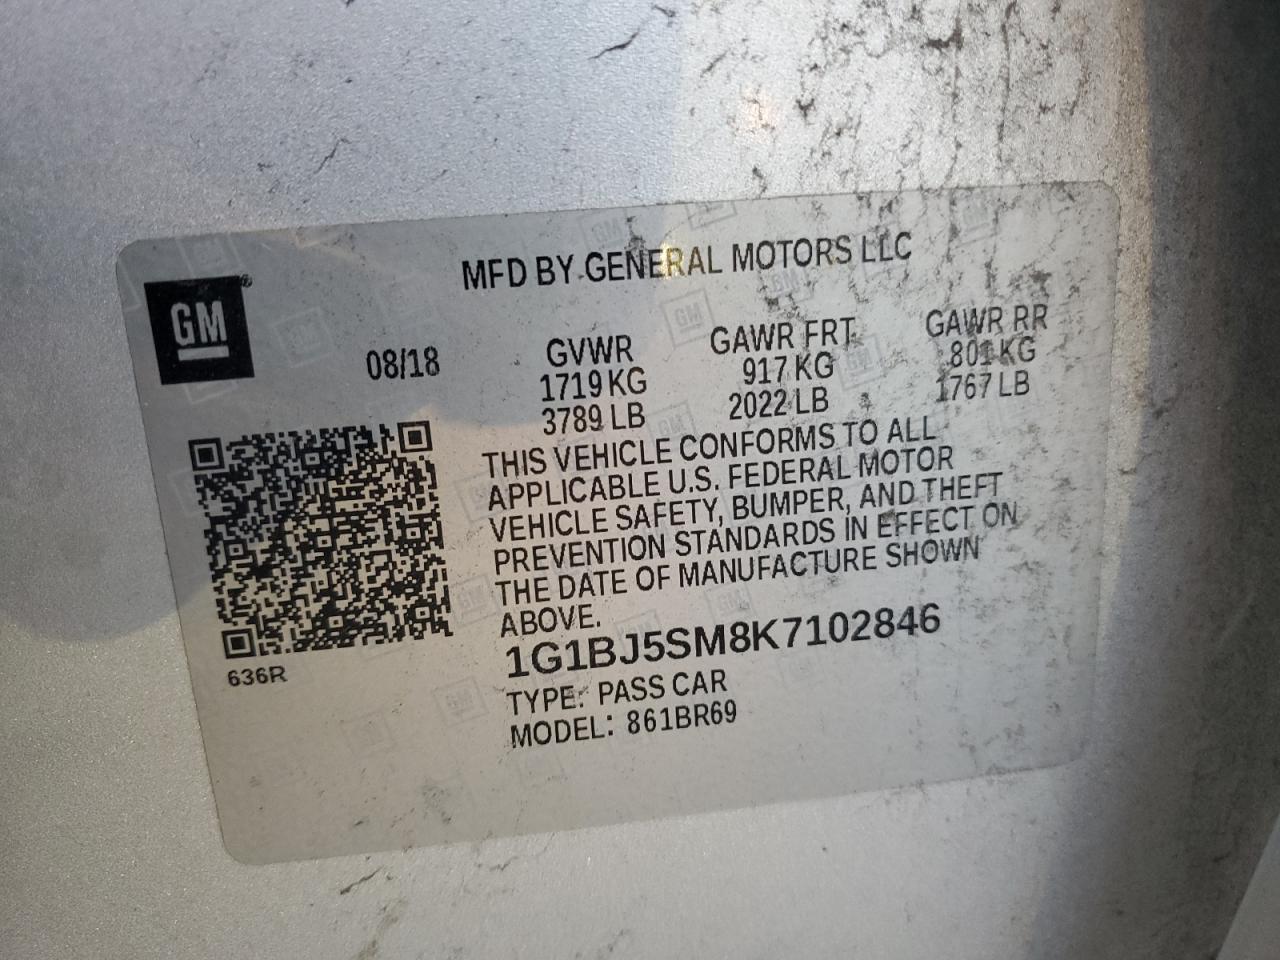 MFD BY GENERAL MOTORS LLC
GM®
08/18
GVWR
1719 KG
3789 LB
GAWR FRT
917 KG
2022 LB
GAWR RR
801 KG
1767 LB
THIS VEHICLE CONFORMS TO ALL
APPLICABLE U.S. FEDERAL MOTOR
VEHICLE SAFETY, BUMPER, AND THEFT
PREVENTION STANDARDS IN EFFECT ON
THE DATE OF MANUFACTURE SHOWN
ABOVE.
1G1BJ5SM8K7102846
TYPE: PASS CAR
MODEL: 861BR69
636R